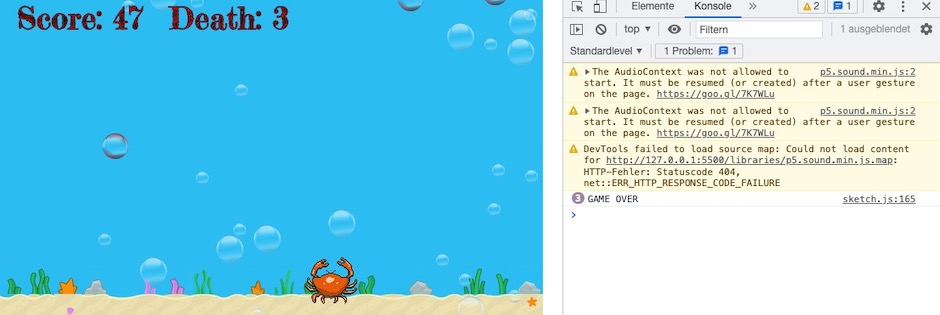 Score: 47 Death: 3
Elemente Konsole 2 1
top Filtern 1 ausgeblendet
Standardlevel 1 Problem: 1
The AudioContext was not allowed to p5.sound.min.js:2
start. It must be resumed (or created) after a user gesture
on the page. https://goo.gl/7K7WLu
The AudioContext was not allowed to p5.sound.min.js:2
start. It must be resumed (or created) after a user gesture
on the page. https://goo.gl/7K7WLu
DevTools failed to load source map: Could not load content
for http://127.0.0.1:5500/libraries/p5.sound.min.js.map:
HTTP-Fehler: Statuscode 404,
net::ERR_HTTP_RESPONSE_CODE_FAILURE
3 GAME OVER sketch.js:165